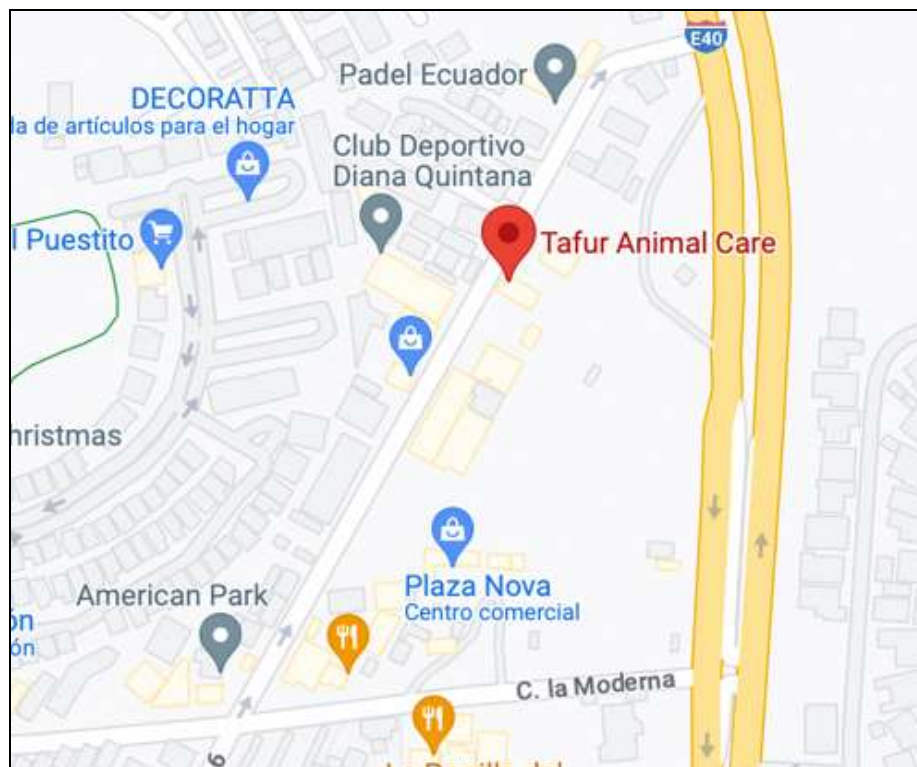 E40
Padel Ecuador
DECORATTA
la de artículos para el hogar
Club Deportivo
Diana Quintana
l Puestito
Tafur Animal Care
hristmas
Plaza Nova
Centro comercial
American Park
ón
ón
C. la Moderna
6